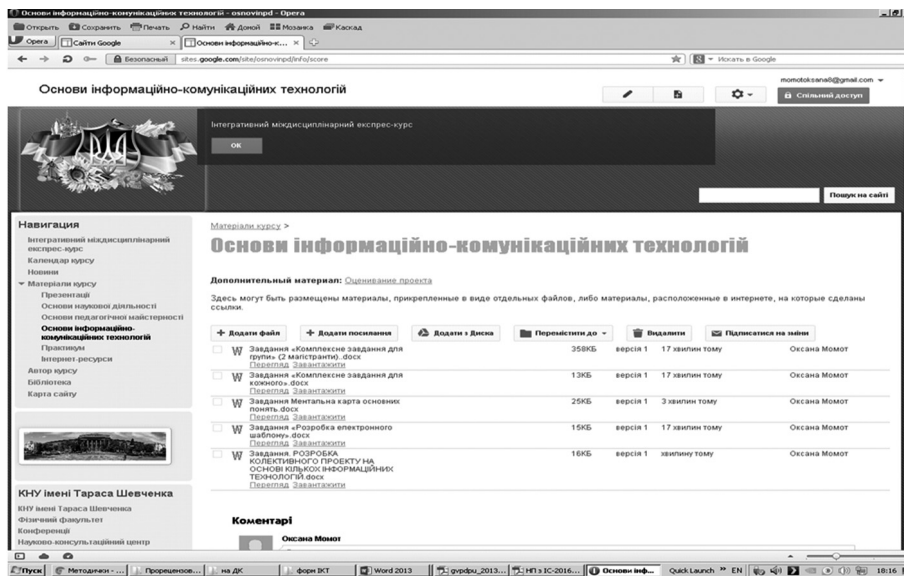 Основи інформаційно-комунікаційних технологій - osnovinpd - Opera
Открыть Сохранить Печать Найти Домой Мозаика Каскад
Opera Сайти Google Основи інформаційно-к...
Безопасный sites.google.com/site/osnovinpd/info/score Искать в Google
momotoksana8@gmail.com
Основи інформаційно-комунікаційних технологій
Спільний доступ
Інтегративний міждисциплінарний експрес-курс
ОК
Пошук на сайті
Навигация
Інтегративний міждисциплінарний
експрес-курс
Календар курсу
Новини
Матеріали курсу
Презентації
Основи наукової діяльності
Основи педагогічної майстерності
Основи інформаційно-
комунікаційних технологій
Практикум
Інтернет-ресурси
Автор курсу
Бібліотека
Карта сайту
КНУ імені Тараса Шевченка
КНУ імені Тараса Шевченка
Фізичний факультет
Конференції
Науково-консультаційний центр
Матеріали курсу >
Основи інформаційно-комунікаційних технологій
Дополнительный материал: Оценивание проекта
Здесь могут быть размещены материалы, прикрепленные в виде отдельных файлов, либо материалы, расположенные в интернете, на которые сделаны
ссылки.
Додати файл Додати посилання Додати з Диска Перемістити до Видалити Підписатися на зміни
Завдання «Комплексне завдання для 358КБ версія 1 17 хвилин тому Оксана Момот
групи» (2 магістранти)..docx
Перегляд Завантажити
Завдання «Комплексне завдання для 13КБ версія 1 17 хвилин тому Оксана Момот
кожного».docx
Перегляд Завантажити
Завдання Ментальна карта основних 25КБ версія 1 3 хвилин тому Оксана Момот
понять.docx
Перегляд Завантажити
Завдання «Розробка електронного 15КБ версія 1 17 хвилин тому Оксана Момот
шаблону».docx
Перегляд Завантажити
Завдання. РОЗРОБКА 16КБ версія 1 хвилину тому Оксана Момот
КОЛЕКТИВНОГО ПРОЕКТУ НА
ОСНОВІ КІЛЬКОХ ІНФОРМАЦІЙНИХ
ТЕХНОЛОГІЙ.docx
Перегляд Завантажити
Коментарі
Оксана Момот
Пуск Методичен - ... Прорецензов... на ДК форм ІКТ Word 2013 gvpdpu_2013... НП з ІС-2016... Основи інф... Quick Launch » EN 18:16